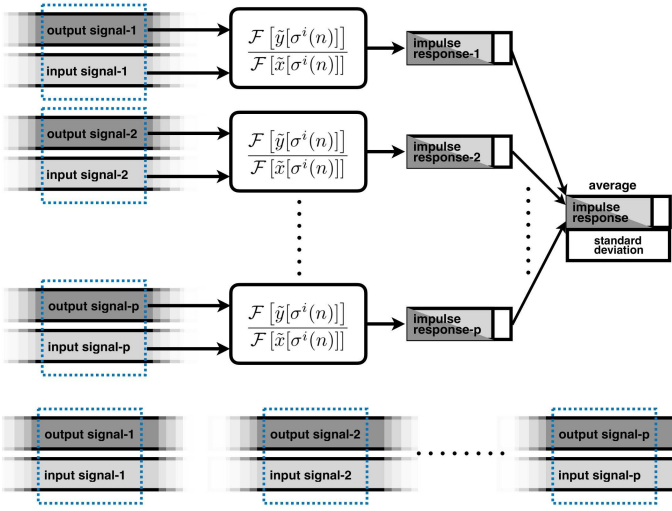 output signal-1
input signal-1
F [ỹ[σⁱ(n)]]
F [x̃[σⁱ(n)]]
impulse
response-1
output signal-2
input signal-2
F [ỹ[σⁱ(n)]]
F [x̃[σⁱ(n)]]
impulse
response-2
average
impulse
response
standard
deviation
output signal-p
input signal-p
F [ỹ[σⁱ(n)]]
F [x̃[σⁱ(n)]]
impulse
response-p
output signal-1
input signal-1
output signal-2
input signal-2
output signal-p
input signal-p